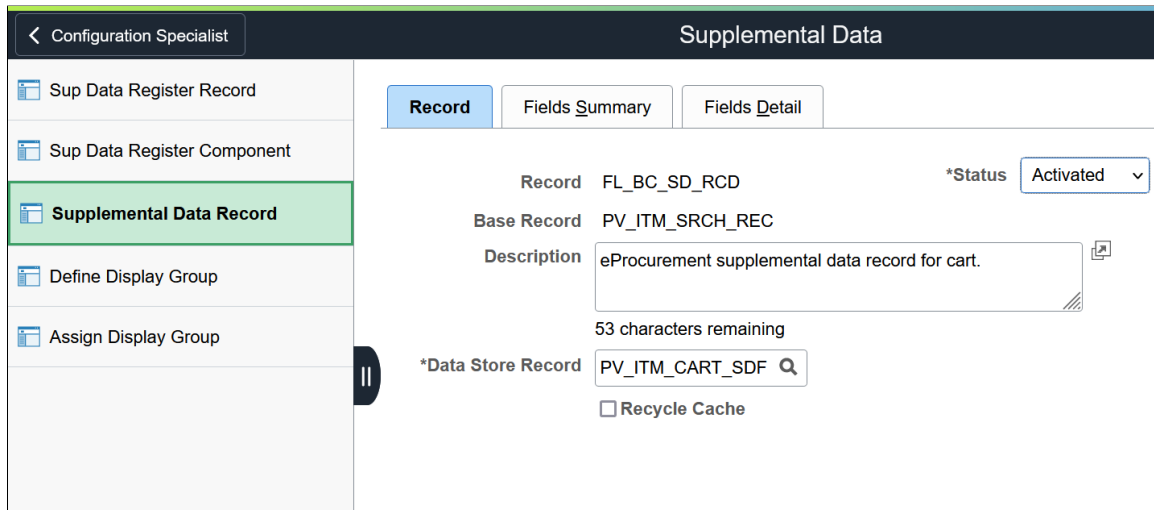 Configuration Specialist
Supplemental Data
Sup Data Register Record
Sup Data Register Component
Supplemental Data Record
Define Display Group
Assign Display Group
Record Fields Summary Fields Detail
Record FL_BC_SD_RCD *Status Activated
Base Record PV_ITM_SRCH_REC
Description eProcurement supplemental data record for cart.
53 characters remaining
*Data Store Record PV_ITM_CART_SDF
Recycle Cache